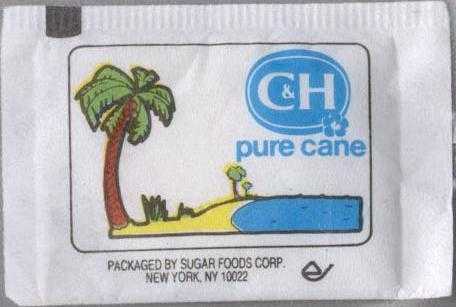 C&H
pure cane
PACKAGED BY SUGAR FOODS CORP.
NEW YORK, NY 10022